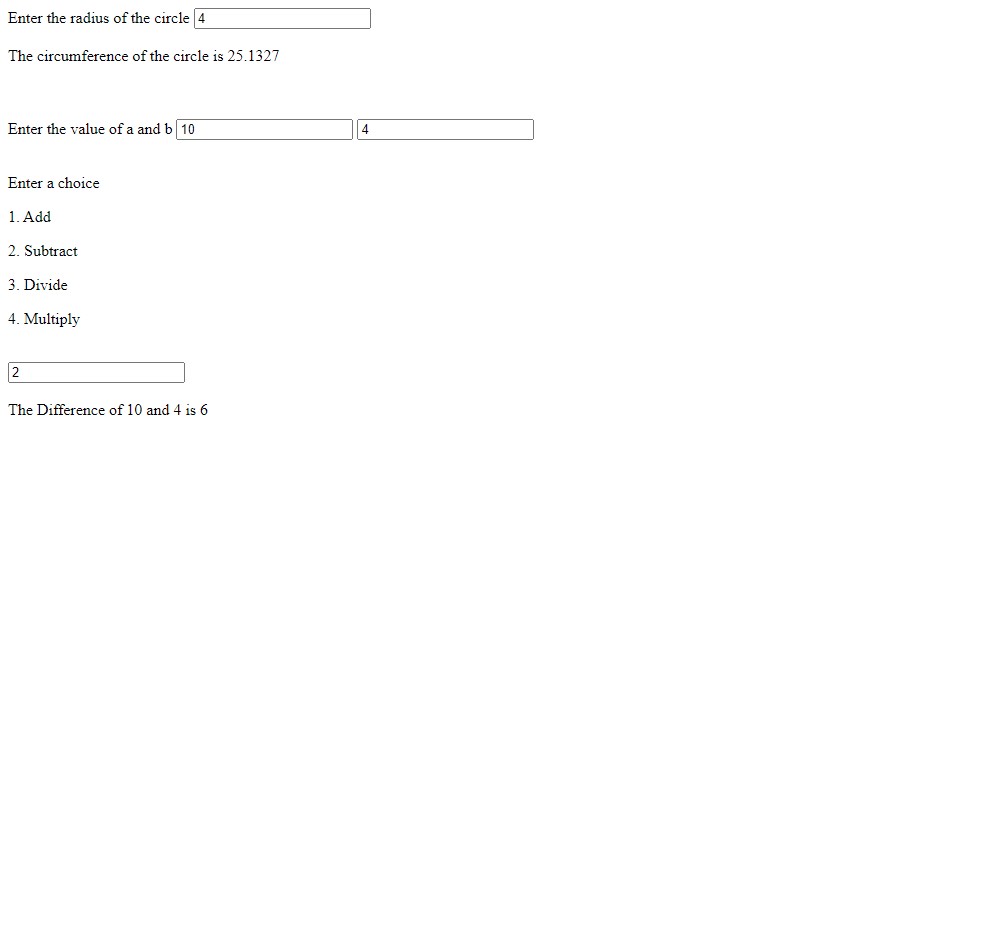 Enter the radius of the circle 4
The circumference of the circle is 25.1327
Enter the value of a and b 10 4
Enter a choice
1. Add
2. Subtract
3. Divide
4. Multiply
2
The Difference of 10 and 4 is 6